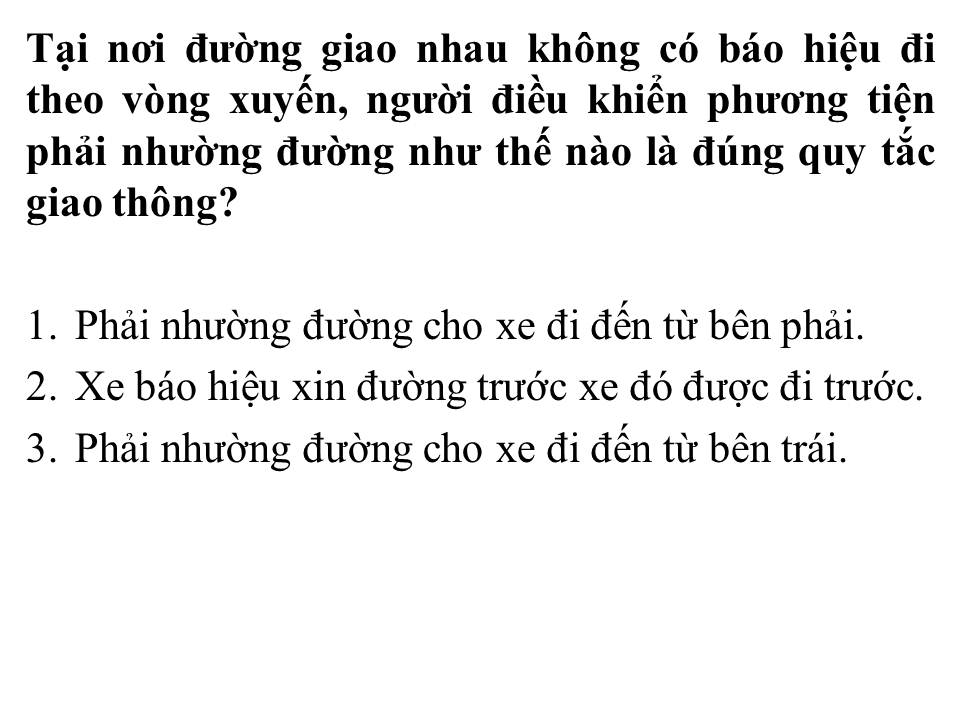 Tại nơi đường giao nhau không có báo hiệu đi
theo vòng xuyến, người điều khiển phương tiện
phải nhường đường như thế nào là đúng quy tắc
giao thông?
1. Phải nhường đường cho xe đi đến từ bên phải.
2. Xe báo hiệu xin đường trước xe đó được đi trước.
3. Phải nhường đường cho xe đi đến từ bên trái.